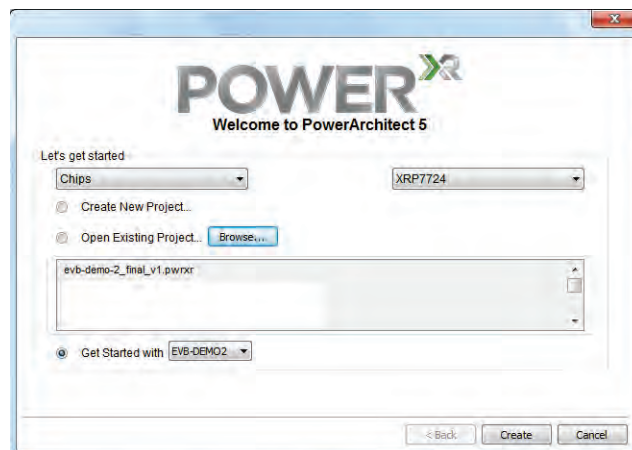 POWER XR
Welcome to PowerArchitect 5
Let's get started
Chips XRP7724
Create New Project...
Open Existing Project... Browse...
evb-demo-2_final_v1.pwrxr
Get Started with EVB-DEMO2
< Back Create Cancel